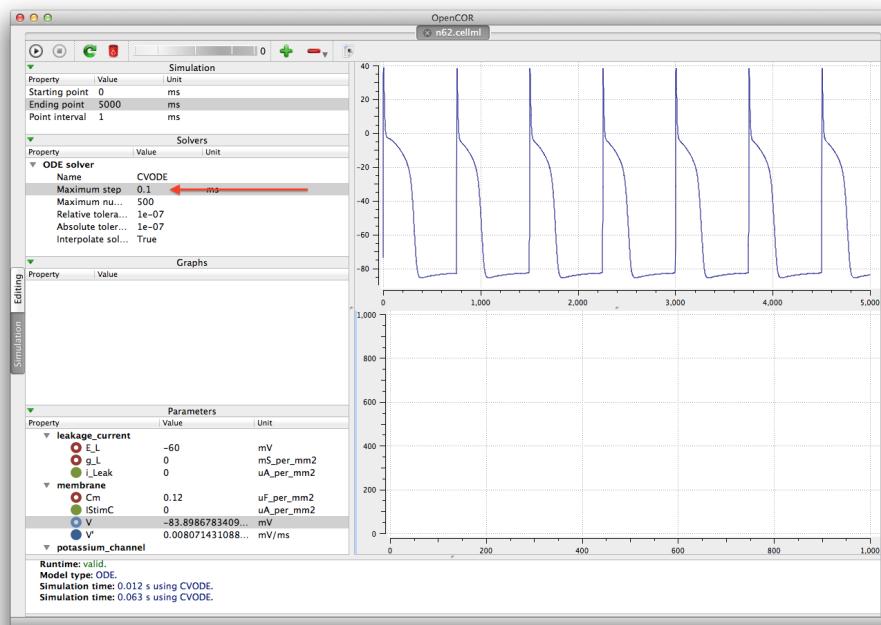 OpenCOR
n62.cellml
0
Simulation
Property Value Unit
Starting point 0 ms
Ending point 5000 ms
Point interval 1 ms
Solvers
Property Value Unit
ODE solver
Name CVODE
Maximum step 0.1 ms
Maximum nu... 500
Relative tolera... 1e-07
Absolute toler... 1e-07
Interpolate sol... True
Graphs
Property Value
Editing
Simulation
Parameters
Property Value Unit
leakage_current
E_L -60 mV
g_L 0 mS_per_mm2
i_Leak 0 uA_per_mm2
membrane
Cm 0.12 uF_per_mm2
IStimC 0 uA_per_mm2
V -83.8986783409... mV
V' 0.008071431088... mV/ms
potassium_channel
40
20
0
-20
-40
-60
-80
0 1,000 2,000 3,000 4,000 5,000
1,000
800
600
400
200
0
0 200 400 600 800 1,000
Runtime: valid.
Model type: ODE.
Simulation time: 0.012 s using CVODE.
Simulation time: 0.063 s using CVODE.